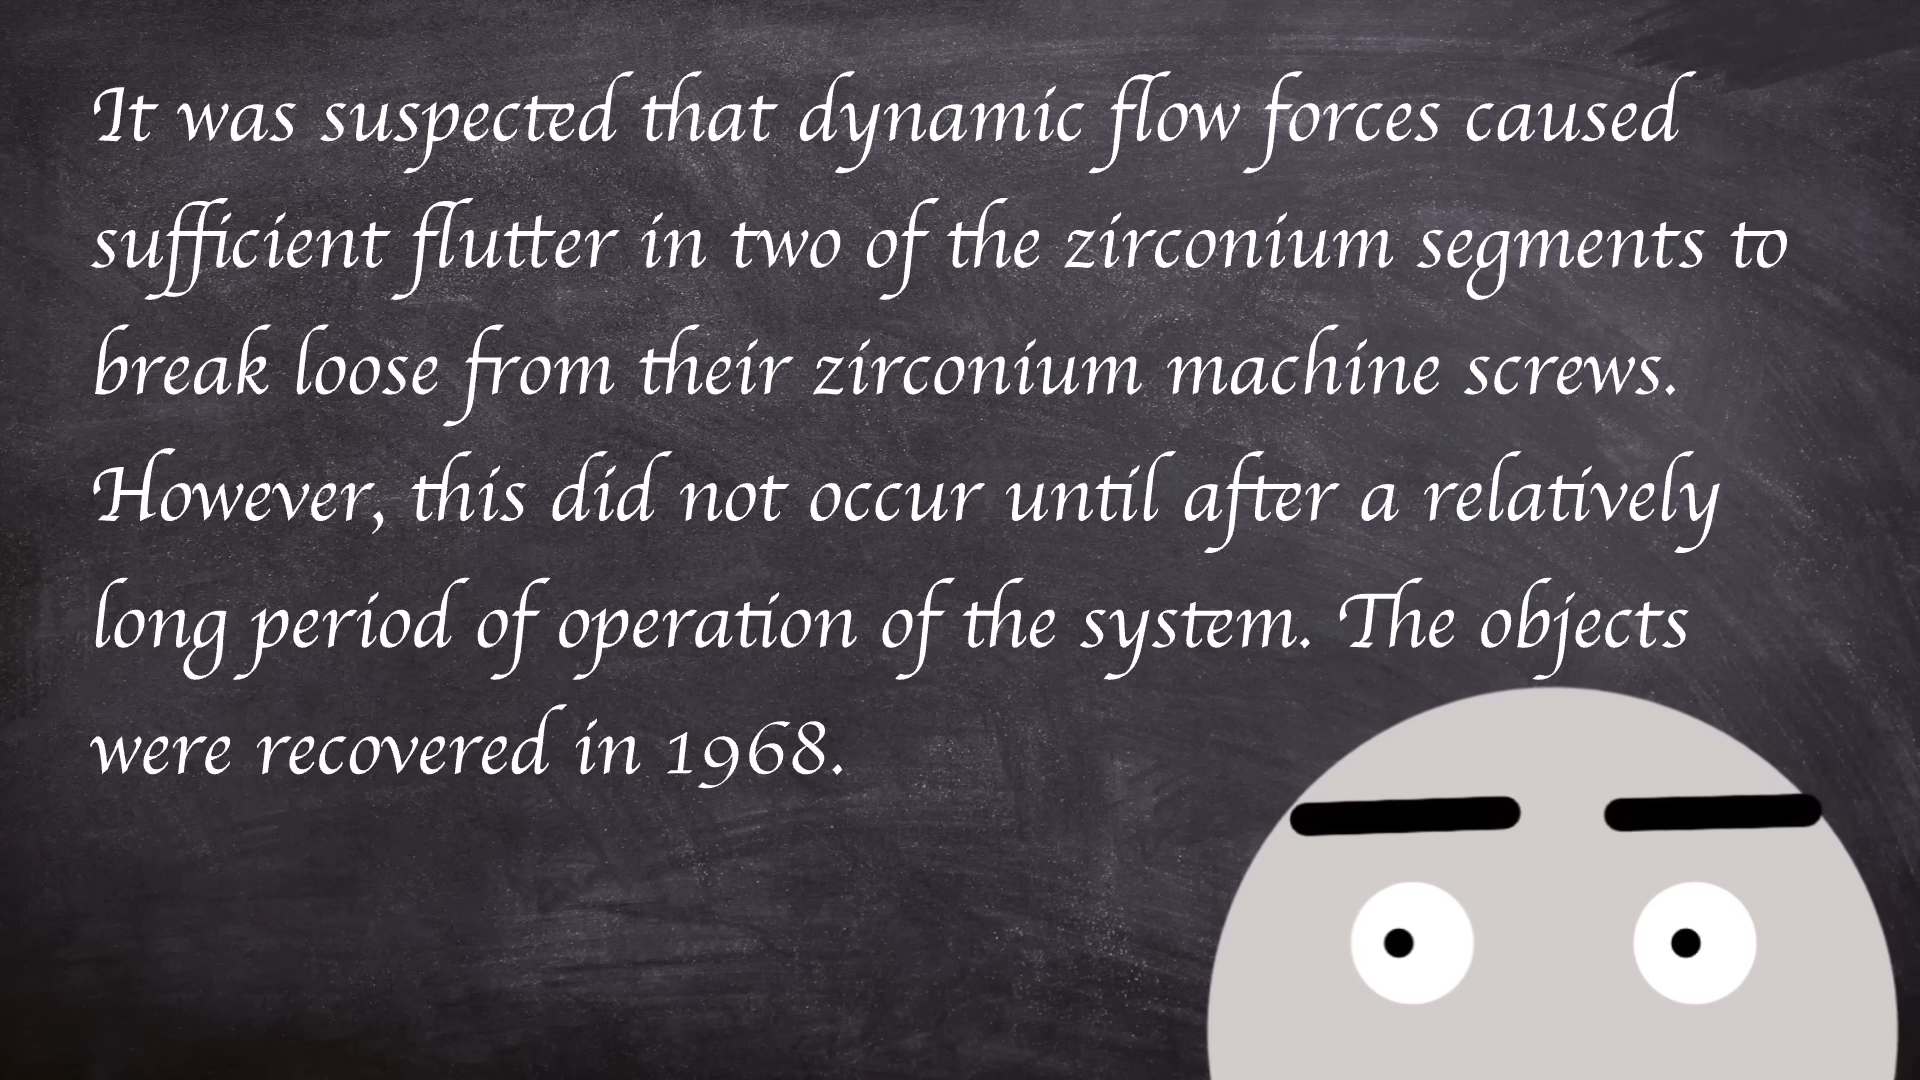 It was suspected that dynamic flow forces caused
sufficient flutter in two of the zirconium segments to
break loose from their zirconium machine screws.
However, this did not occur until after a relatively
long period of operation of the system. The objects
were recovered in 1968.